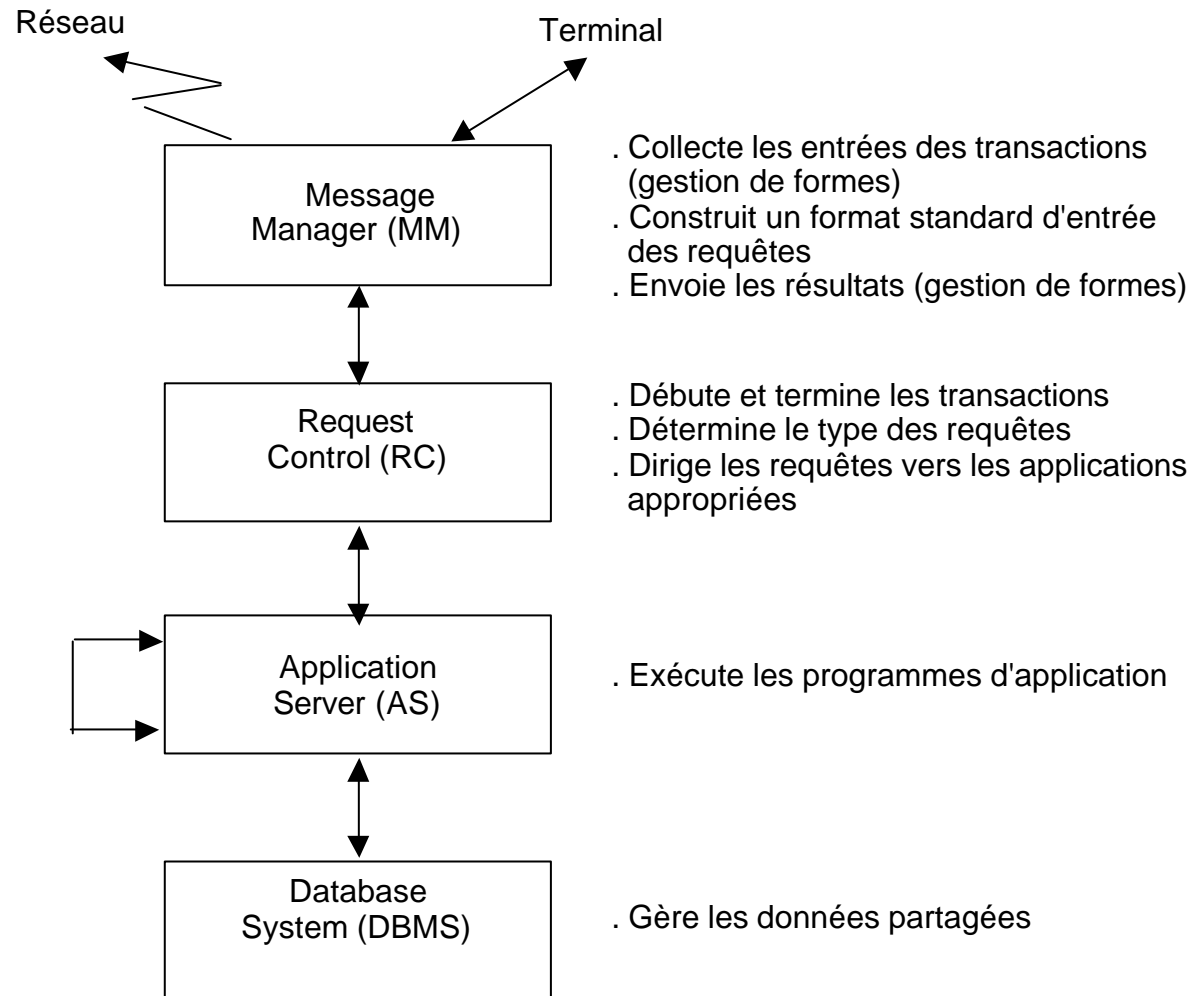 Réseau
Terminal
Message
Manager (MM)
. Collecte les entrées des transactions
(gestion de formes)
. Construit un format standard d'entrée
des requêtes
. Envoie les résultats (gestion de formes)
Request
Control (RC)
. Débute et termine les transactions
. Détermine le type des requêtes
. Dirige les requêtes vers les applications
appropriées
Application
Server (AS)
. Exécute les programmes d'application
Database
System (DBMS)
. Gère les données partagées